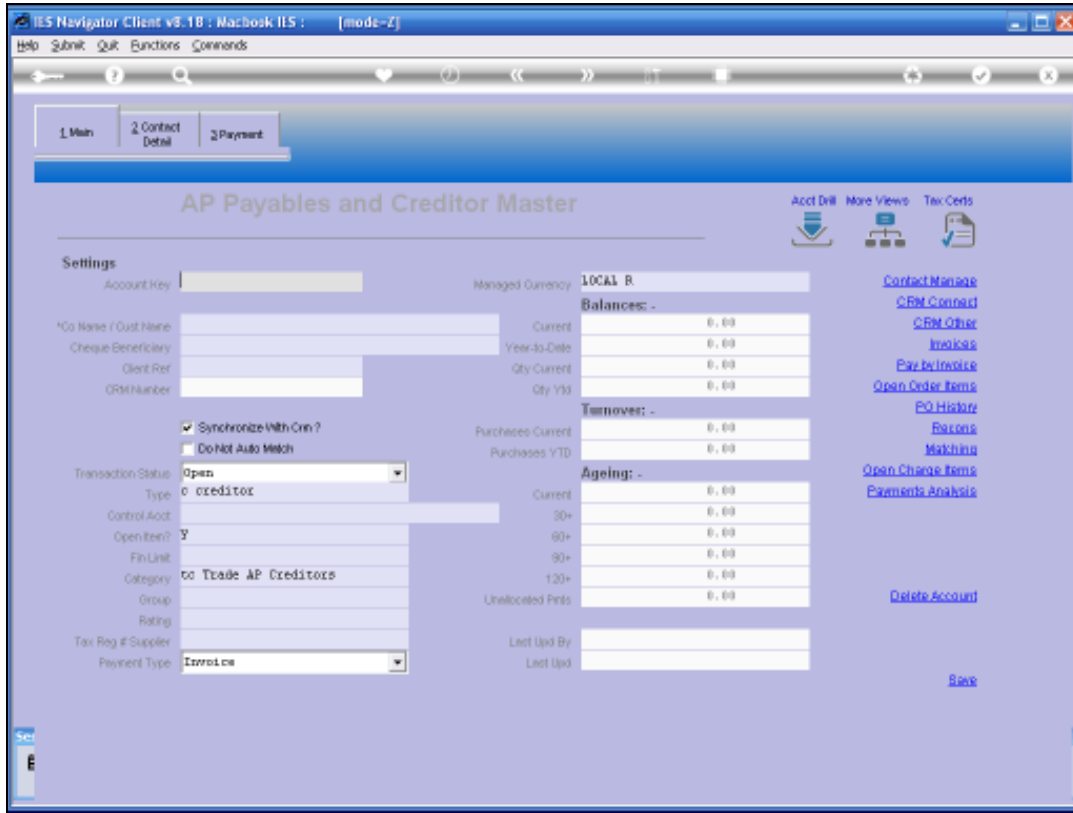 IES Navigator Client v8.18 : Macbook IES : [mode=Z]
Help Submit Quit Functions Commands
1 Main
2 Contact Detail
3 Payment
AP Payables and Creditor Master
Acct Drill More Views Tax Certs
Settings
Account Key
Managed Currency LOCAL R
Balances: -
*Co Name / Cust Name
Current 0.00
Cheque Beneficiary
Year-to-Date 0.00
Client Ref
Qty Current 0.00
CRM Number
Qty Ytd 0.00
Turnover: -
Synchronize With Crm ?
Purchases Current 0.00
Do Not Auto Match
Purchases YTD 0.00
Transaction Status Open
Ageing: -
Type c creditor
Current 0.00
Control Acct
30+ 0.00
Open Item? Y
60+ 0.00
Fin Limit
90+ 0.00
Category tc Trade AP Creditors
120+ 0.00
Group
Unallocated Pmts 0.00
Rating
Tax Reg # Supplier
Last Upd By
Payment Type Invoice
Last Upd
Contact Manage
CRM Connect
CRM Other
Invoices
Pay by Invoice
Open Order Items
PO History
Recons
Matching
Open Charge Items
Payments Analysis
Delete Account
Save